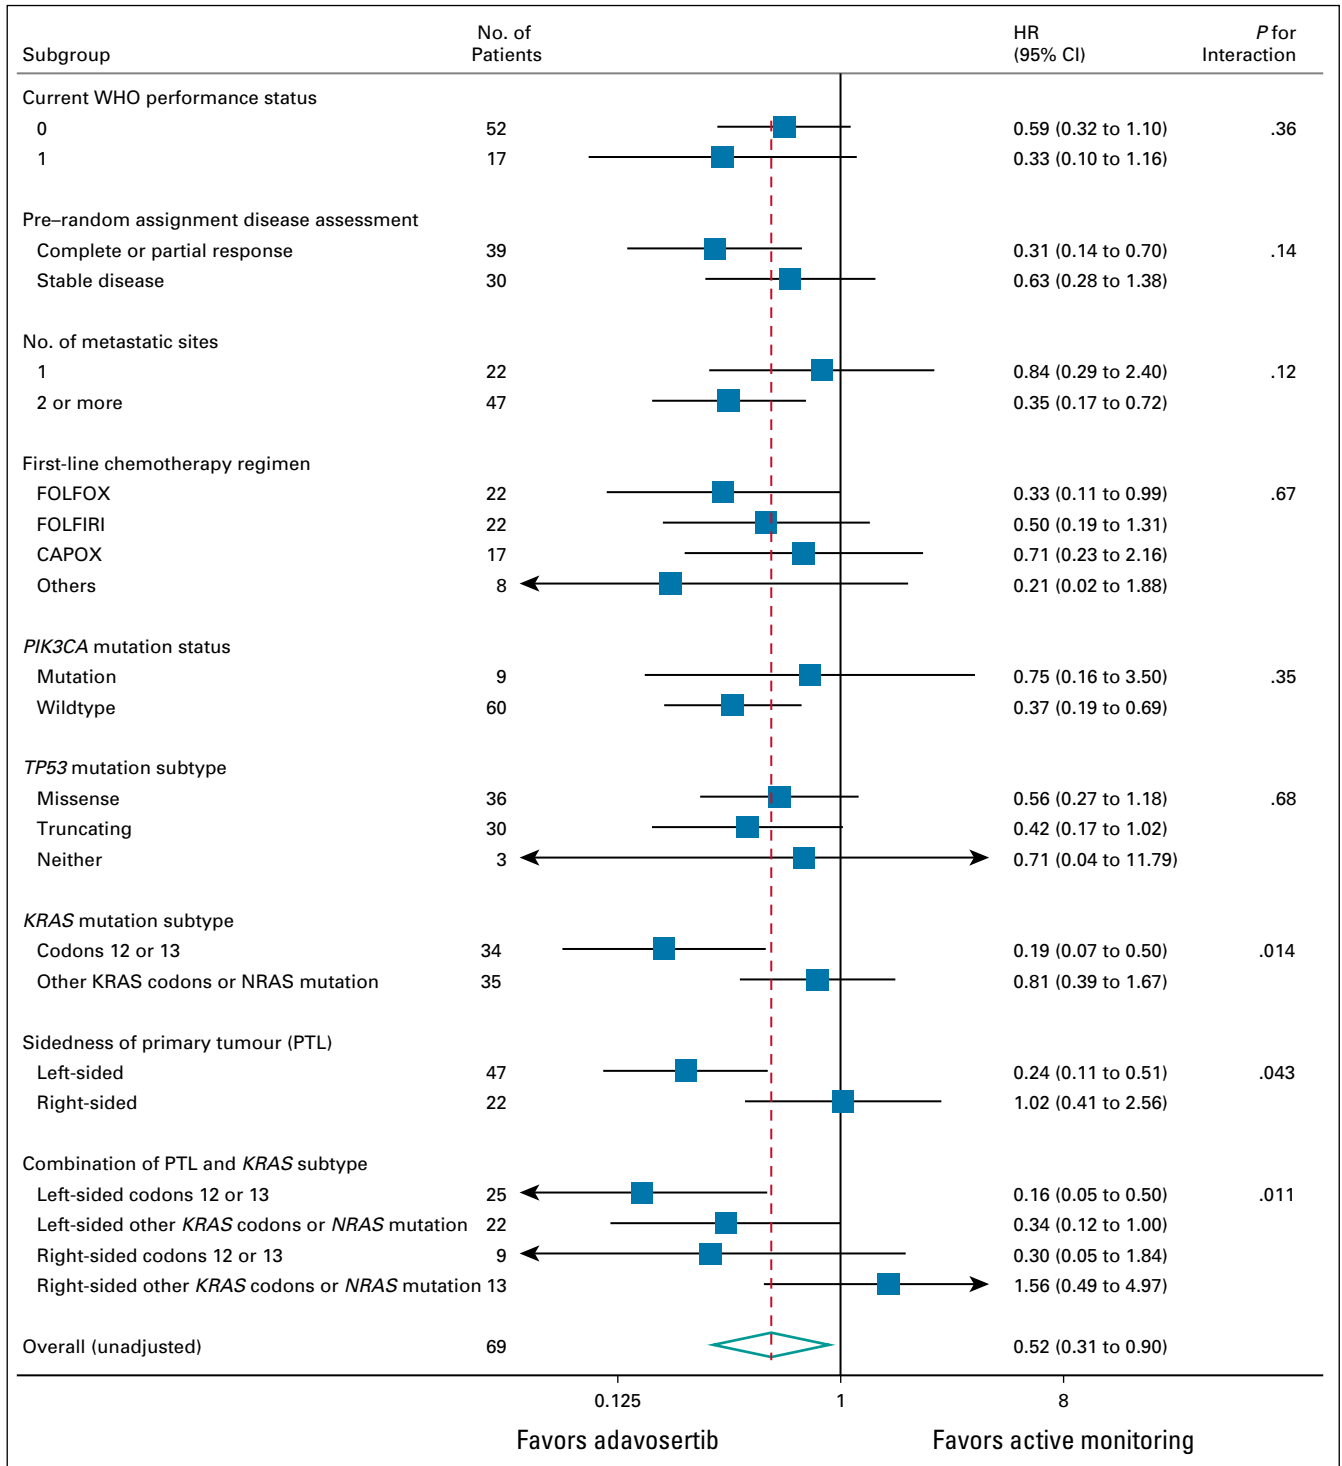 Subgroup No. of Patients HR (95% CI) P for Interaction
Current WHO performance status
0 52 0.59 (0.32 to 1.10) .36
1 17 0.33 (0.10 to 1.16)
Pre–random assignment disease assessment
Complete or partial response 39 0.31 (0.14 to 0.70) .14
Stable disease 30 0.63 (0.28 to 1.38)
No. of metastatic sites
1 22 0.84 (0.29 to 2.40) .12
2 or more 47 0.35 (0.17 to 0.72)
First-line chemotherapy regimen
FOLFOX 22 0.33 (0.11 to 0.99) .67
FOLFIRI 22 0.50 (0.19 to 1.31)
CAPOX 17 0.71 (0.23 to 2.16)
Others 8 0.21 (0.02 to 1.88)
PIK3CA mutation status
Mutation 9 0.75 (0.16 to 3.50) .35
Wildtype 60 0.37 (0.19 to 0.69)
TP53 mutation subtype
Missense 36 0.56 (0.27 to 1.18) .68
Truncating 30 0.42 (0.17 to 1.02)
Neither 3 0.71 (0.04 to 11.79)
KRAS mutation subtype
Codons 12 or 13 34 0.19 (0.07 to 0.50) .014
Other KRAS codons or NRAS mutation 35 0.81 (0.39 to 1.67)
Sidedness of primary tumour (PTL)
Left-sided 47 0.24 (0.11 to 0.51) .043
Right-sided 22 1.02 (0.41 to 2.56)
Combination of PTL and KRAS subtype
Left-sided codons 12 or 13 25 0.16 (0.05 to 0.50) .011
Left-sided other KRAS codons or NRAS mutation 22 0.34 (0.12 to 1.00)
Right-sided codons 12 or 13 9 0.30 (0.05 to 1.84)
Right-sided other KRAS codons or NRAS mutation 13 1.56 (0.49 to 4.97)
Overall (unadjusted) 69 0.52 (0.31 to 0.90)
0.125 1 8
Favors adavosertib Favors active monitoring